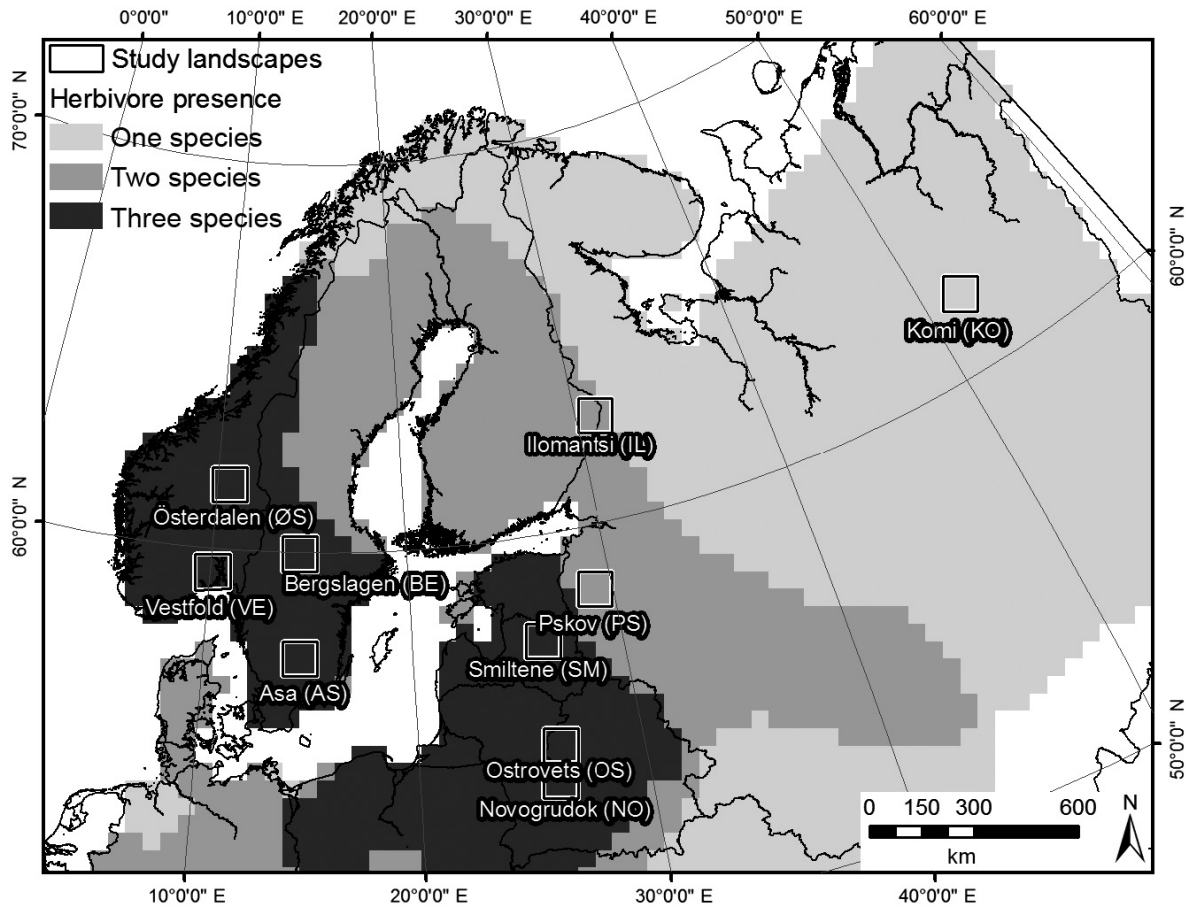 0°0'0" E 10°0'0" E 20°0'0" E 30°0'0" E 40°0'0" E 50°0'0" E 60°0'0" E
Study landscapes
Herbivore presence
One species
Two species
Three species
70°0'0" N
60°0'0" N
60°0'0" N
50°0'0" N
Komi (KO)
Ilomantsi (IL)
Österdalen (ØS)
Bergslagen (BE)
Vestfold (VE)
Pskov (PS)
Smiltene (SM)
Asa (AS)
Ostrovets (OS)
Novogrudok (NO)
0 150 300 600
km
N
10°0'0" E 20°0'0" E 30°0'0" E 40°0'0" E